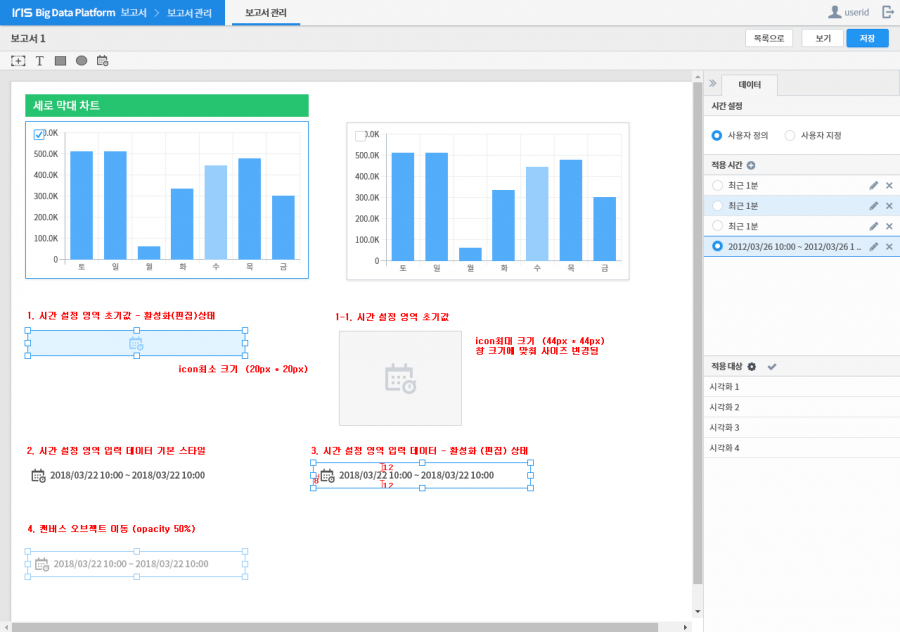 IRIS Big Data Platform 보고서 > 보고서 관리
보고서 관리
userid
보고서 1
목록으로
보기
저장
T
데이터
시간 설정
사용자 정의
사용자 지정
적용 시간
최근 1분
최근 1분
최근 1분
2012/03/26 10:00 ~ 2012/03/26 1 ..
적용 대상
시각화 1
시각화 2
시각화 3
시각화 4
세로 막대 차트
0.0K
500.0K
400.0K
300.0K
200.0K
100.0K
0
토 일 월 화 수 목 금
0.0K
500.0K
400.0K
300.0K
200.0K
100.0K
0
토 일 월 화 수 목 금
1. 시간 설정 영역 초기값 - 활성화(편집)상태
icon최소 크기 (20px * 20px)
1-1. 시간 설정 영역 초기값
icon최대 크기 (44px * 44px)
창 크기에 맞춰 사이즈 변경됨
2. 시간 설정 영역 입력 데이터 기본 스타일
2018/03/22 10:00 ~ 2018/03/22 10:00
3. 시간 설정 영역 입력 데이터 - 활성화 (편집) 상태
12
8
2018/03/22 10:00 ~ 2018/03/22 10:00
12
4. 캔버스 오브젝트 이동 (opacity 50%)
2018/03/22 10:00 ~ 2018/03/22 10:00